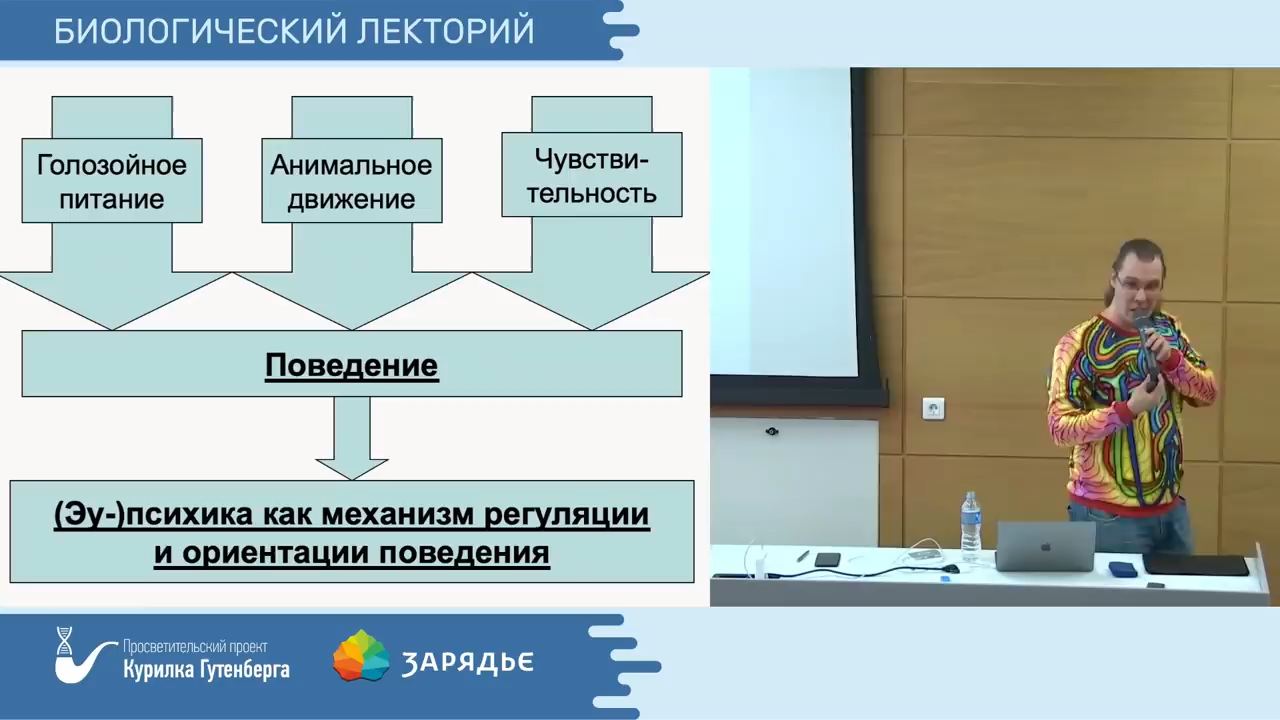 БИОЛОГИЧЕСКИЙ ЛЕКТОРИЙ
Голозойное
питание
Анимальное
движение
Чувстви-
тельность
Поведение
(Эу-)психика как механизм регуляции
и ориентации поведения
Просветительский проект
Курилка Гутенберга
ЗАРЯДЬЕ